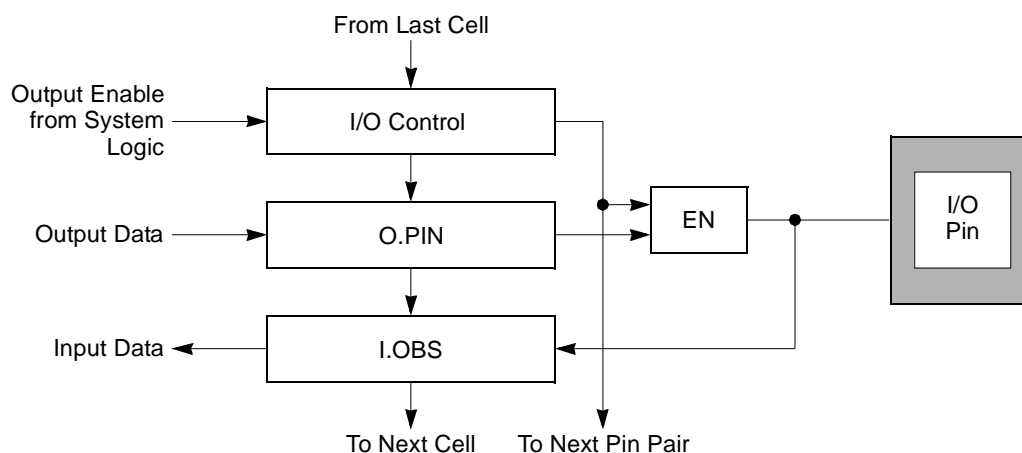 From Last Cell
Output Enable
from System
Logic
I/O Control
Output Data
O.PIN
EN
I/O
Pin
Input Data
I.OBS
To Next Cell
To Next Pin Pair